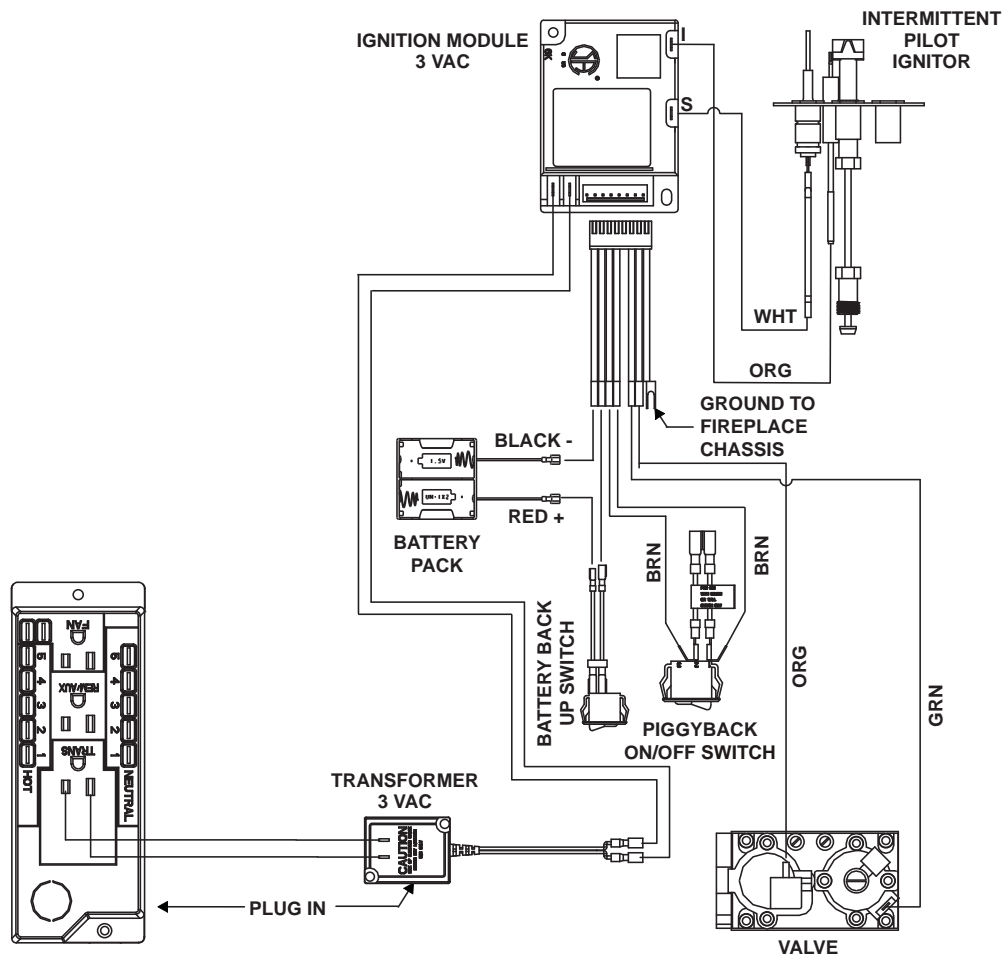 IGNITION MODULE
3 VAC
I
S
INTERMITTENT
PILOT
IGNITOR
WHT
ORG
GROUND TO
FIREPLACE
CHASSIS
BLACK -
1.5V
RED +
BATTERY
PACK
BRN
BRN
BATTERY BACK
UP SWITCH
PIGGYBACK
ON/OFF SWITCH
ORG
GRN
FAN
REM/AUX
TRANS
5
4
3
2
1
HOT
5
4
3
2
1
NEUTRAL
TRANSFORMER
3 VAC
CAUTION
PLUG IN
VALVE